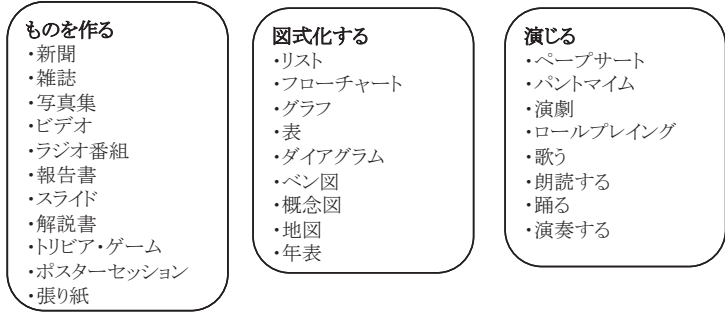 ものを作る
・新聞
・雑誌
・写真集
・ビデオ
・ラジオ番組
・報告書
・スライド
・解説書
・トリビア・ゲーム
・ポスターセッション
・張り紙
図式化する
・リスト
・フローチャート
・グラフ
・表
・ダイアグラム
・ベン図
・概念図
・地図
・年表
演じる
・ペープサート
・パントマイム
・演劇
・ロールプレイング
・歌う
・朗読する
・踊る
・演奏する